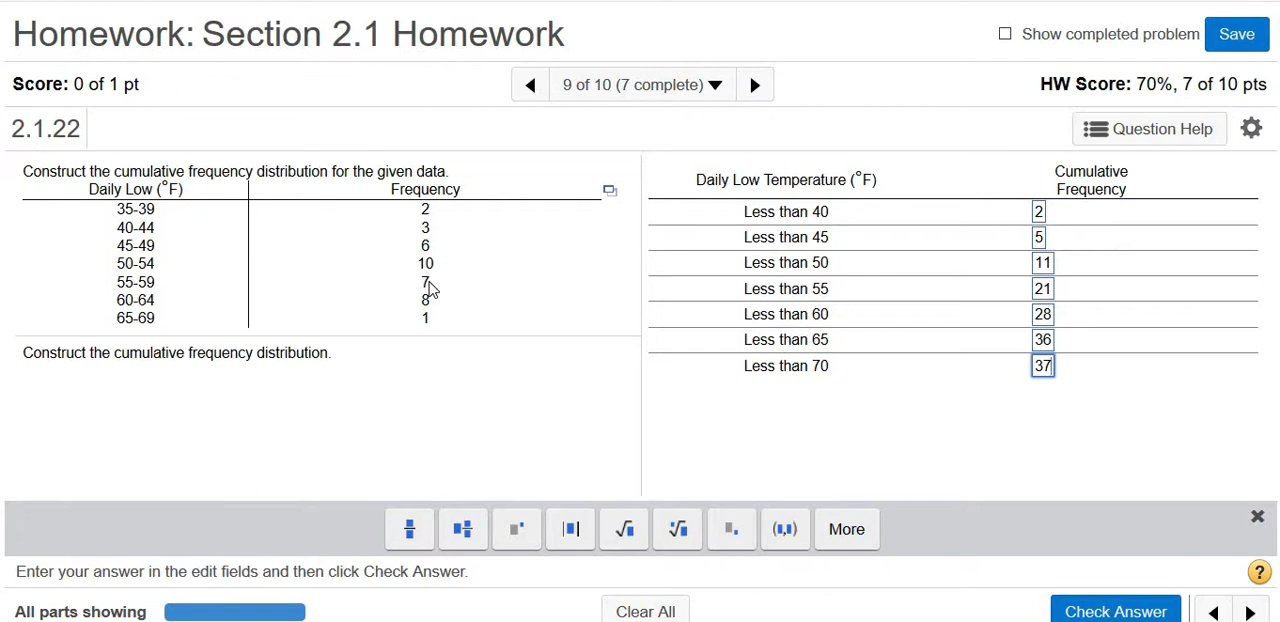 Homework: Section 2.1 Homework
Show completed problem
Save
Score: 0 of 1 pt
9 of 10 (7 complete)
HW Score: 70%, 7 of 10 pts
2.1.22
Question Help
Construct the cumulative frequency distribution for the given data.
Daily Low (°F) Frequency
35-39 2
40-44 3
45-49 6
50-54 10
55-59 7
60-64 8
65-69 1
Construct the cumulative frequency distribution.
Daily Low Temperature (°F) Cumulative
Frequency
Less than 40 2
Less than 45 5
Less than 50 11
Less than 55 21
Less than 60 28
Less than 65 36
Less than 70 37
More
Enter your answer in the edit fields and then click Check Answer.
?
All parts showing
Clear All
Check Answer